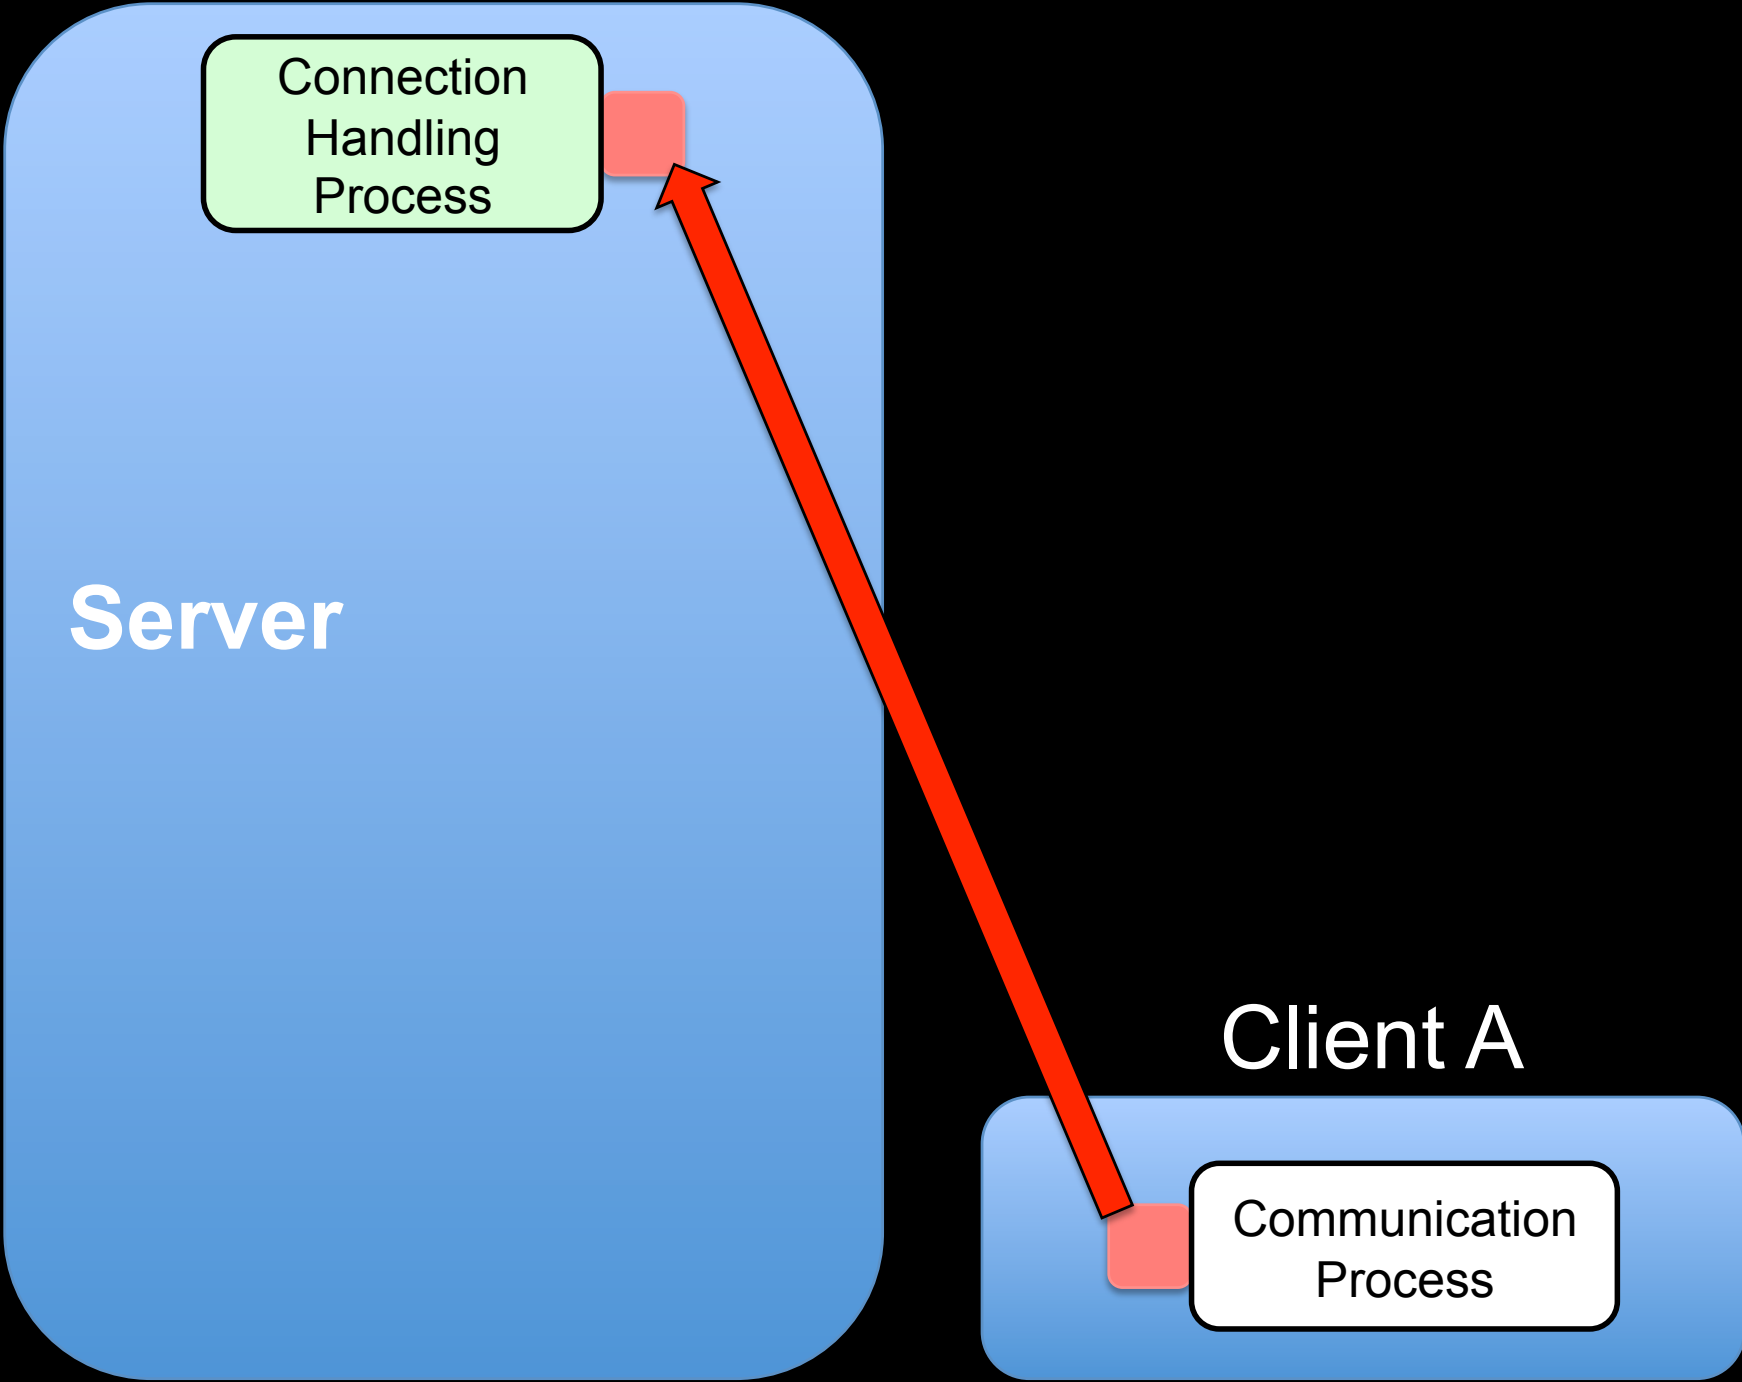 Connection
Handling
Process
Server
Client A
Communication
Process